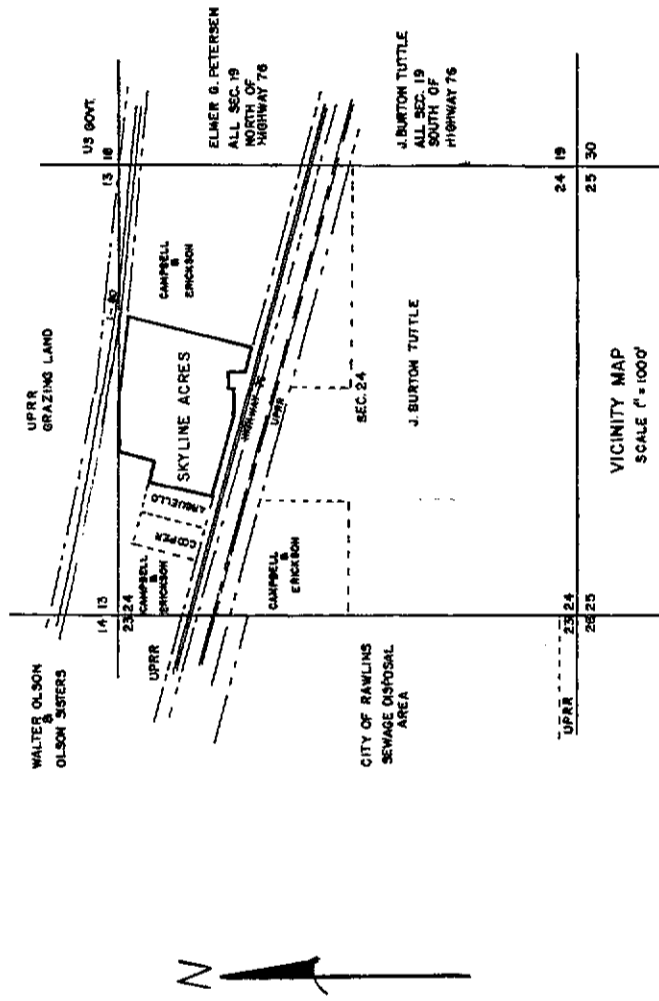 UPRR
GRAZING LAND
US GOVT.
WALTER OLSON
&
OLSON SISTERS
14 13
23 24
13 18
I-80
ELMER G. PETERSEN
ALL SEC. 19
NORTH OF
HIGHWAY 76
CAMPBELL
&
ERICKSON
SKYLINE ACRES
ARGUELLO
COOPER
CAMPBELL
&
ERICKSON
UPRR
HIGHWAY 76
UPRR
J. BURTON TUTTLE
ALL SEC. 19
SOUTH OF
HIGHWAY 76
CAMPBELL
&
ERICKSON
SEC. 24
J. BURTON TUTTLE
CITY OF RAWLINS
SEWAGE DISPOSAL
AREA
UPRR
23 24
26 25
24 19
25 30
VICINITY MAP
SCALE 1" = 1000'
N